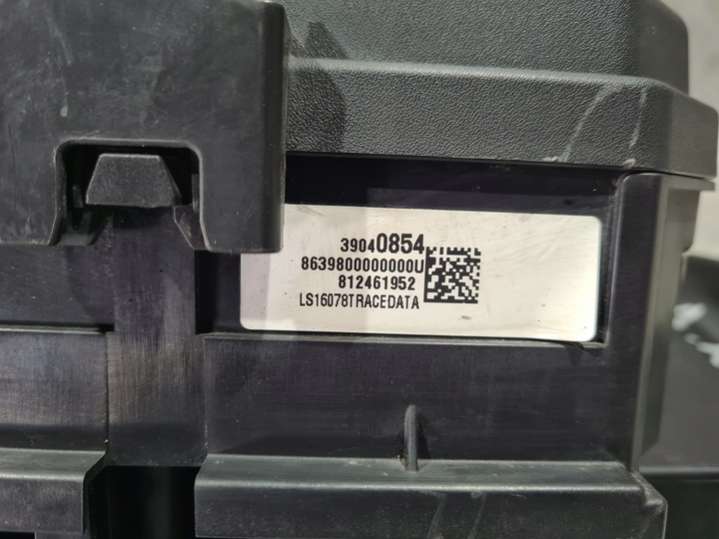 39040854
8639800000000U
812461952
LS16078TRACEDATA